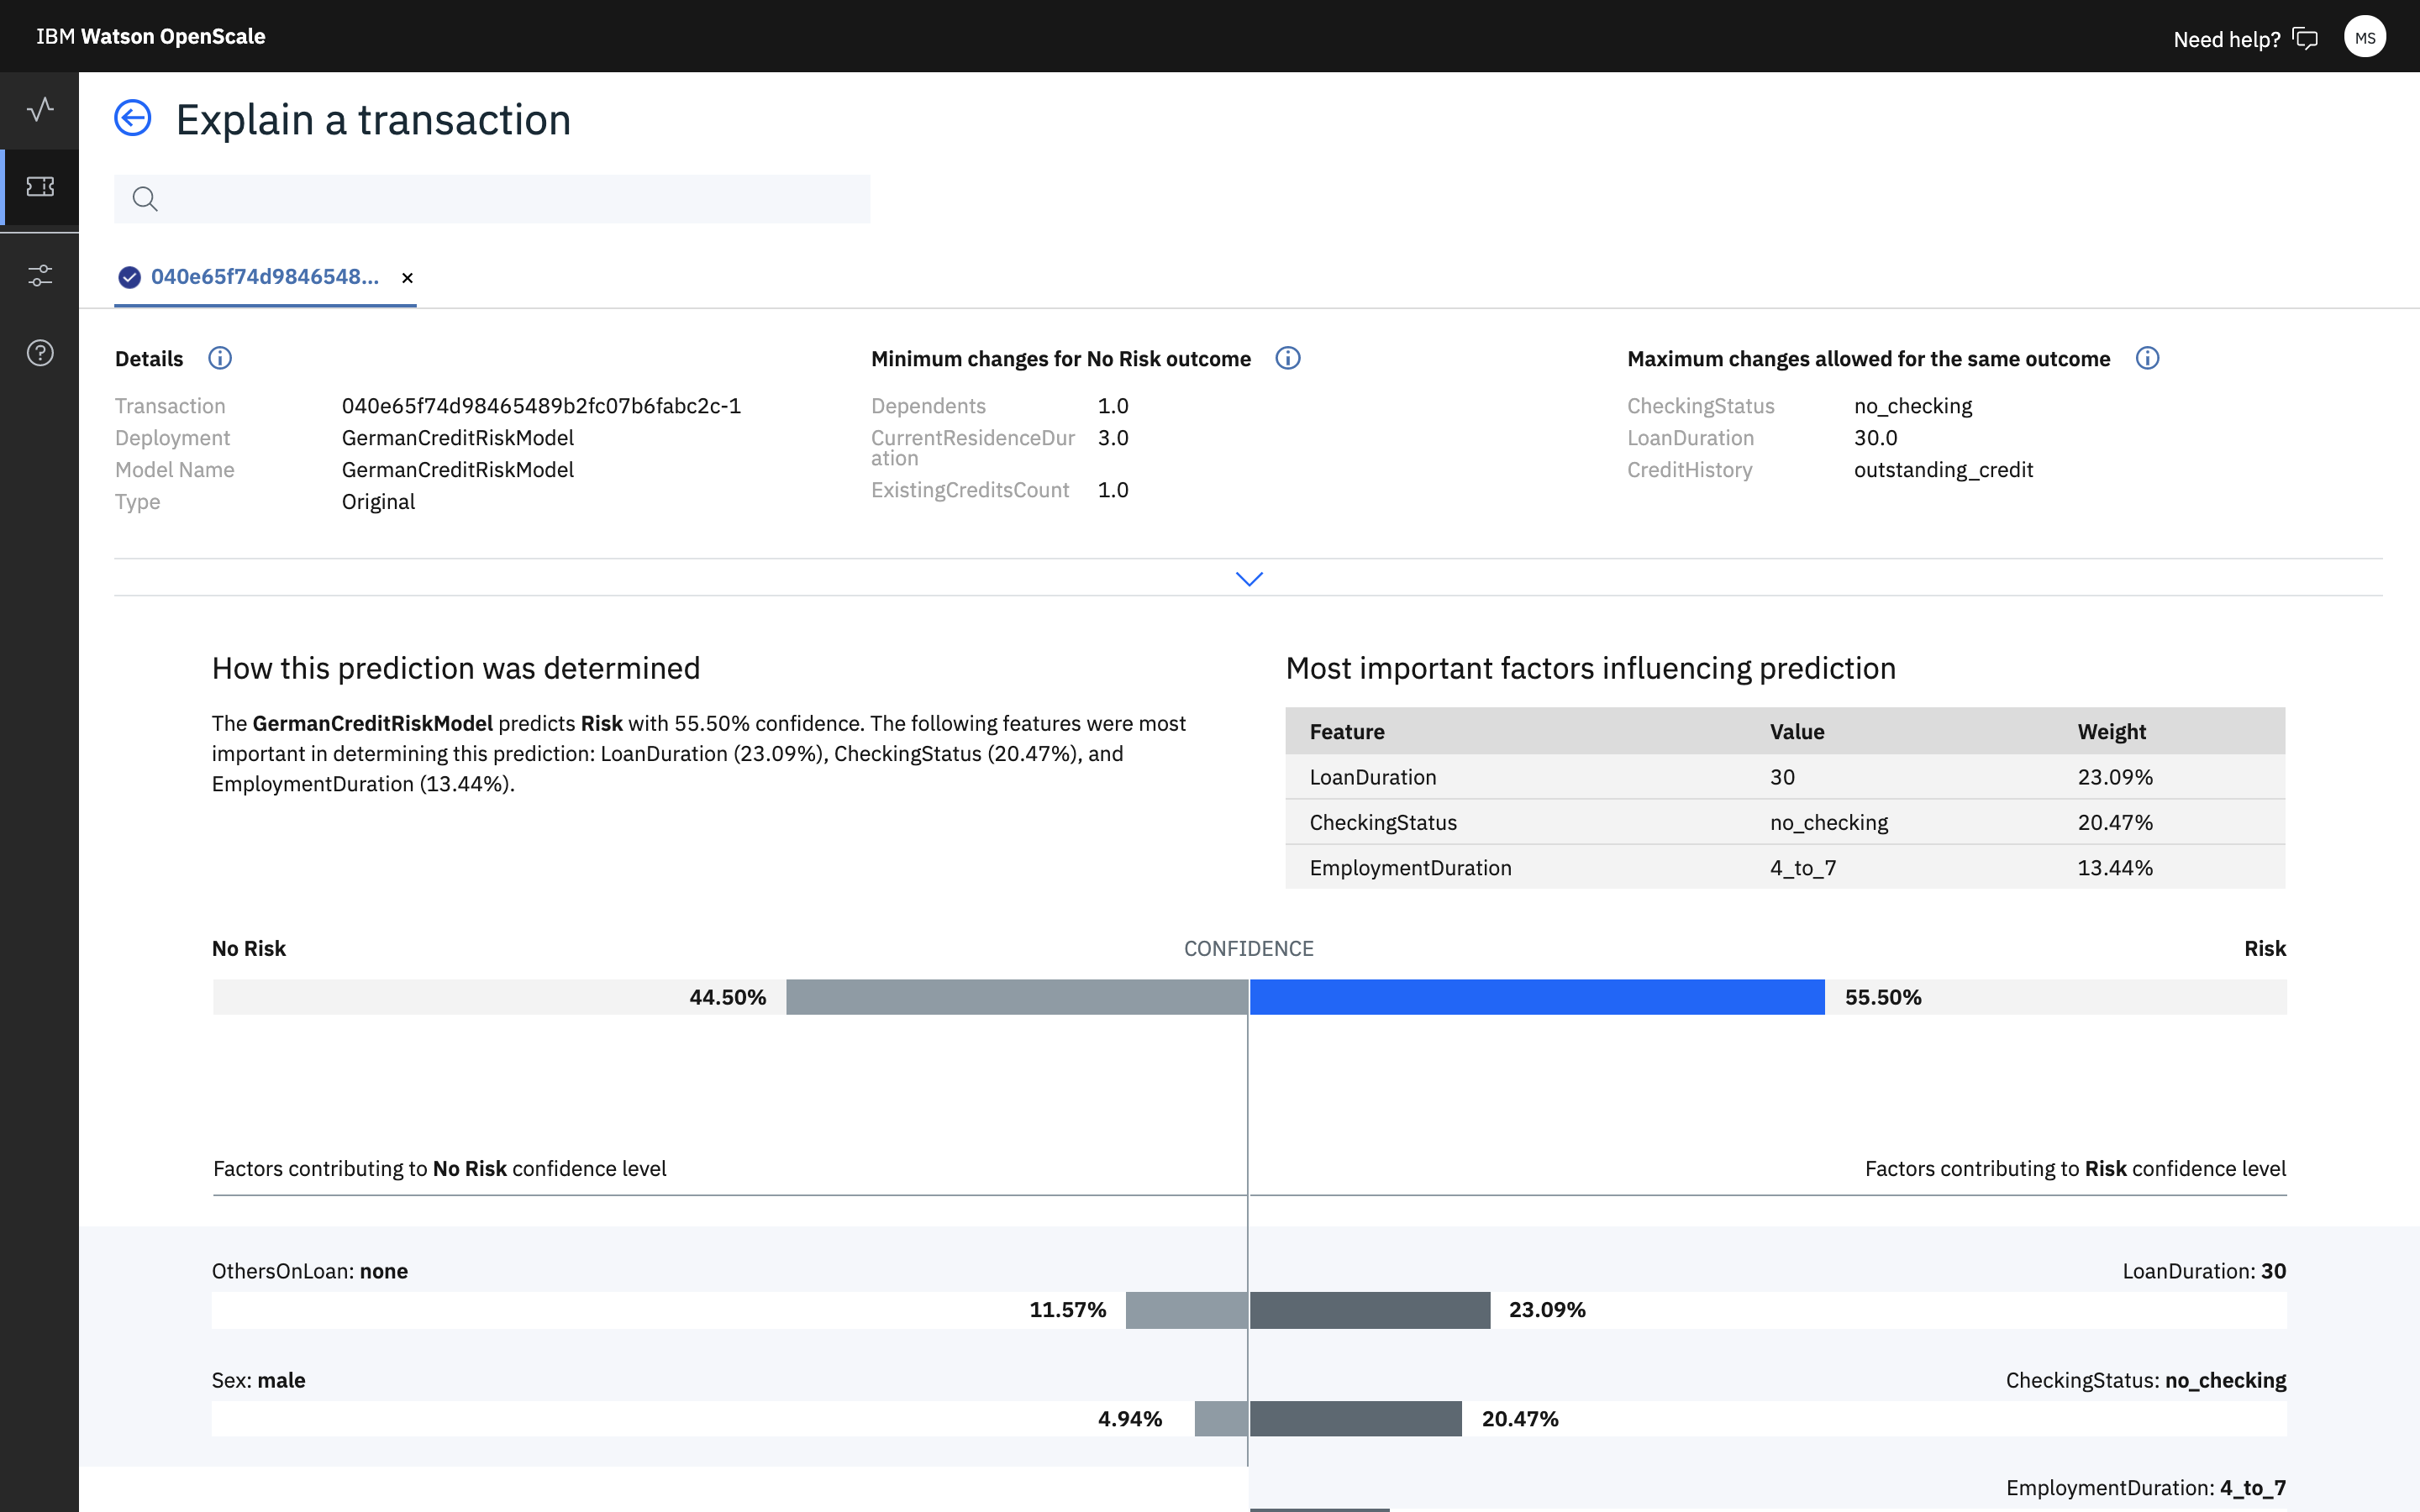 IBM Watson OpenScale
Need help?
MS
Explain a transaction
040e65f74d9846548...
Details
Transaction 040e65f74d98465489b2fc07b6fabc2c-1
Deployment GermanCreditRiskModel
Model Name GermanCreditRiskModel
Type Original
Minimum changes for No Risk outcome
Dependents 1.0
CurrentResidenceDur 3.0
ation
ExistingCreditsCount 1.0
Maximum changes allowed for the same outcome
CheckingStatus no_checking
LoanDuration 30.0
CreditHistory outstanding_credit
How this prediction was determined
The GermanCreditRiskModel predicts Risk with 55.50% confidence. The following features were most
important in determining this prediction: LoanDuration (23.09%), CheckingStatus (20.47%), and
EmploymentDuration (13.44%).
Most important factors influencing prediction
Feature Value Weight
LoanDuration 30 23.09%
CheckingStatus no_checking 20.47%
EmploymentDuration 4_to_7 13.44%
No Risk CONFIDENCE Risk
44.50% 55.50%
Factors contributing to No Risk confidence level
Factors contributing to Risk confidence level
OthersOnLoan: none LoanDuration: 30
11.57% 23.09%
Sex: male CheckingStatus: no_checking
4.94% 20.47%
EmploymentDuration: 4_to_7